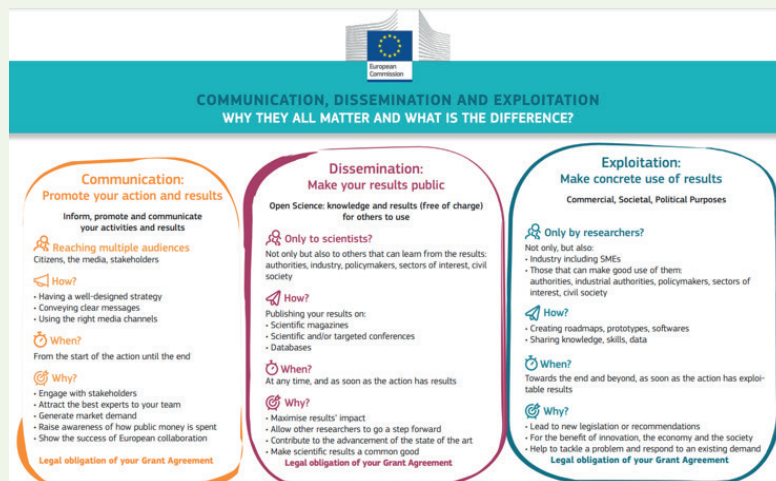 European
Commission
COMMUNICATION, DISSEMINATION AND EXPLOITATION
WHY THEY ALL MATTER AND WHAT IS THE DIFFERENCE?
Communication:
Promote your action and results
Inform, promote and communicate
your activities and results
Reaching multiple audiences
Citizens, the media, stakeholders
How?
• Having a well-designed strategy
• Conveying clear messages
• Using the right media channels
When?
From the start of the action until the end
Why?
• Engage with stakeholders
• Attract the best experts to your team
• Generate market demand
• Raise awareness of how public money is spent
• Show the success of European collaboration
Legal obligation of your Grant Agreement
Dissemination:
Make your results public
Open Science: knowledge and results (free of charge)
for others to use
Only to scientists?
Not only but also to others that can learn from the results:
authorities, industry, policymakers, sectors of interest, civil
society
How?
Publishing your results on:
• Scientific magazines
• Scientific and/or targeted conferences
• Databases
When?
At any time, and as soon as the action has results
Why?
• Maximise results' impact
• Allow other researchers to go a step forward
• Contribute to the advancement of the state of the art
• Make scientific results a common good
Legal obligation of your Grant Agreement
Exploitation:
Make concrete use of results
Commercial, Societal, Political Purposes
Only by researchers?
Not only, but also:
• Industry including SMEs
• Those that can make good use of them:
authorities, industrial authorities, policymakers, sectors of
interest, civil society
How?
• Creating roadmaps, prototypes, softwares
• Sharing knowledge, skills, data
When?
Towards the end and beyond, as soon as the action has exploi-
table results
Why?
• Lead to new legislation or recommendations
• For the benefit of innovation, the economy and the society
• Help to tackle a problem and respond to an existing demand
Legal obligation of your Grant Agreement